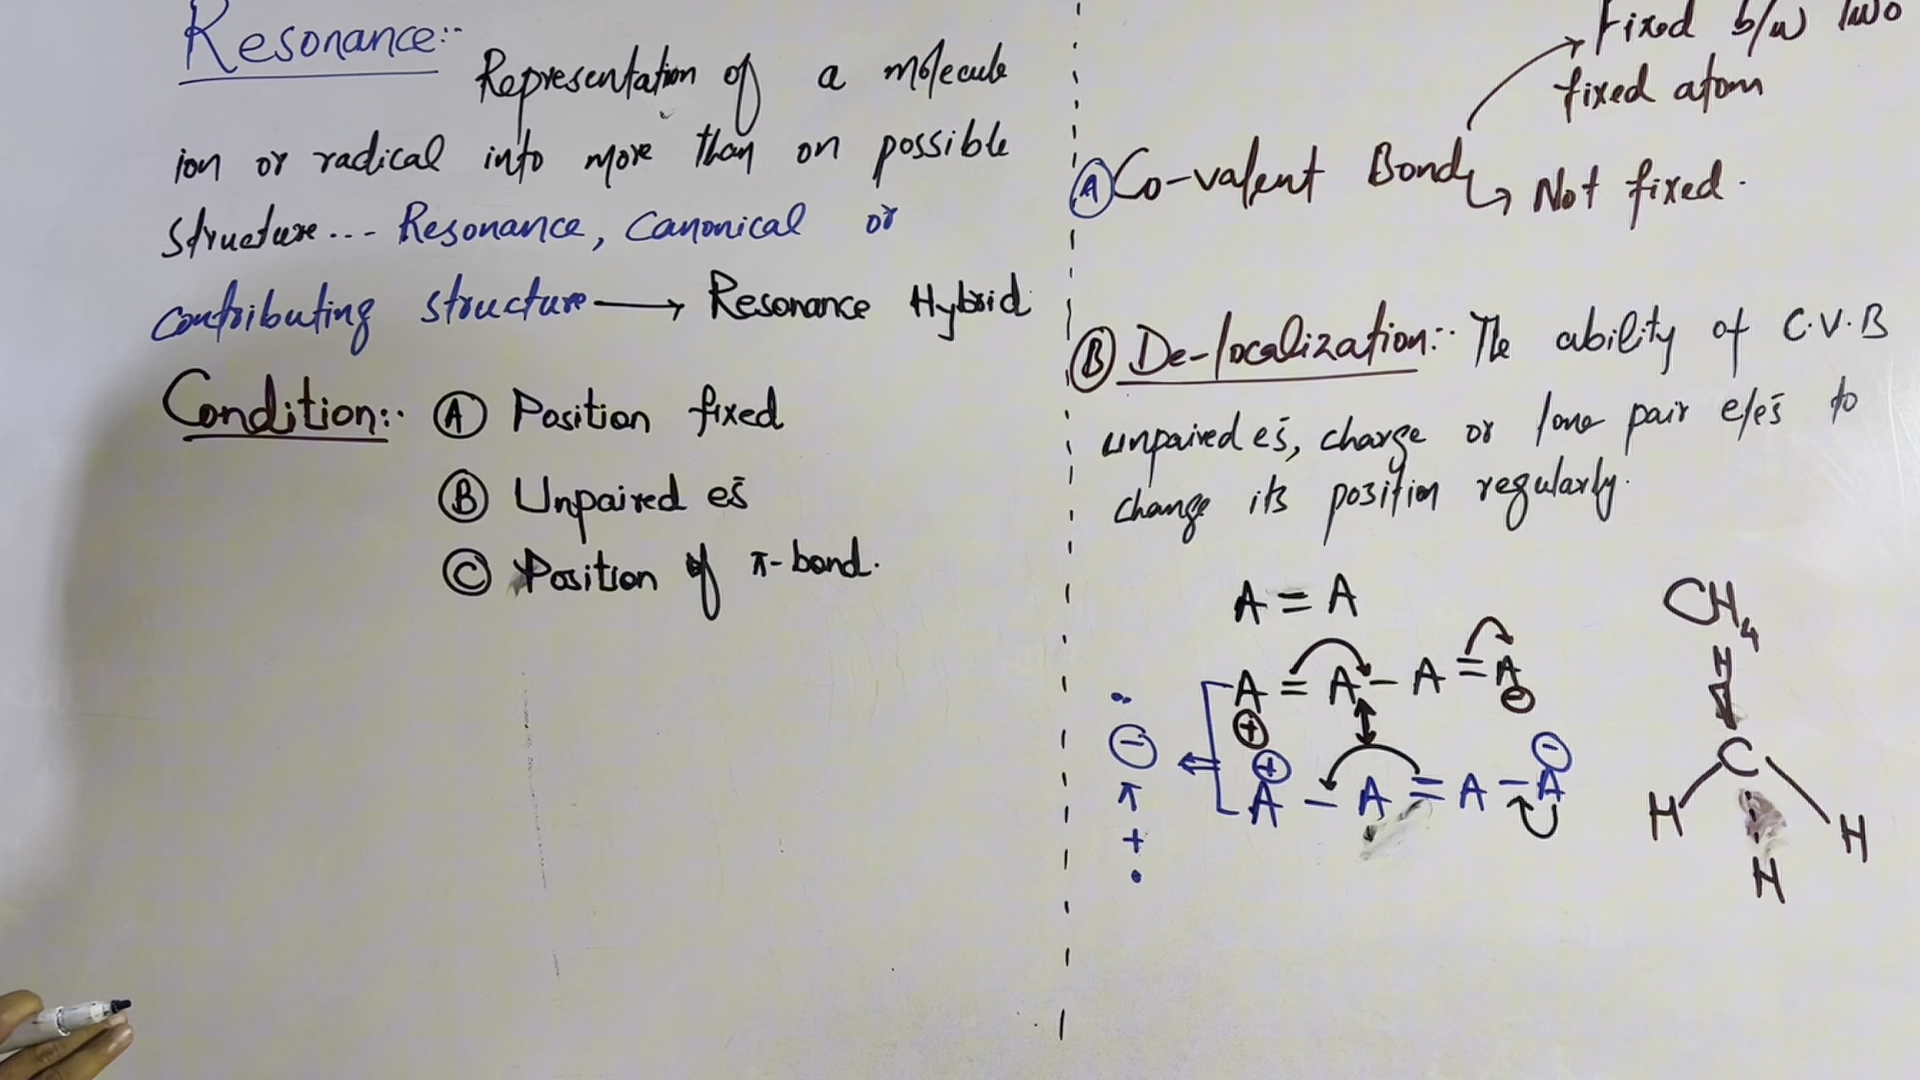 Resonance:-
Representation of a molecule
ion or radical into more than on possible
structure... Resonance, Canonical or
contributing structure → Resonance Hybrid
Condition:- Ⓐ Position fixed
Ⓑ Unpaired es̄
Ⓒ Position of π-bond.
Fixed b/w two
fixed atom
Ⓐ Co-valent Bond
Not fixed.
Ⓑ De-localization:- The ability of C.V.B
unpaired es̄, charge or lone pair e/es̄ to
change its position regularly.
A = A
A = A - A = A
⊕ ⊖
⊕ ⊖
A - A = A - A
•
⊖
π
+
•
CH₄
H
C
H H
H